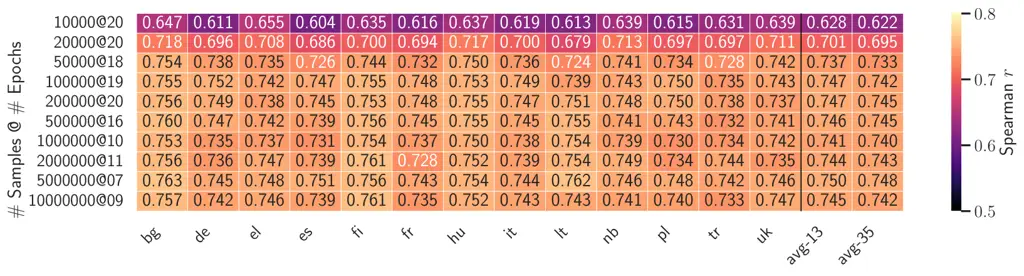 # Samples @ # Epochs
10000@20 0.647 0.611 0.655 0.604 0.635 0.616 0.637 0.619 0.613 0.639 0.615 0.631 0.639 0.628 0.622
20000@20 0.718 0.696 0.708 0.686 0.700 0.694 0.717 0.700 0.679 0.713 0.697 0.697 0.711 0.701 0.695
50000@18 0.754 0.738 0.735 0.726 0.744 0.732 0.750 0.736 0.724 0.741 0.734 0.728 0.742 0.737 0.733
100000@19 0.755 0.752 0.742 0.747 0.755 0.748 0.753 0.749 0.739 0.743 0.750 0.735 0.743 0.747 0.742
200000@20 0.756 0.749 0.738 0.745 0.753 0.748 0.755 0.747 0.751 0.748 0.750 0.738 0.737 0.747 0.745
500000@16 0.760 0.747 0.742 0.739 0.756 0.745 0.755 0.745 0.755 0.741 0.743 0.732 0.741 0.746 0.745
1000000@10 0.753 0.735 0.737 0.731 0.754 0.737 0.750 0.738 0.754 0.739 0.730 0.734 0.742 0.741 0.740
2000000@11 0.756 0.736 0.747 0.739 0.761 0.728 0.752 0.739 0.754 0.749 0.734 0.744 0.735 0.744 0.743
5000000@07 0.763 0.745 0.748 0.751 0.756 0.743 0.754 0.744 0.762 0.746 0.748 0.742 0.746 0.750 0.748
10000000@09 0.757 0.742 0.746 0.739 0.761 0.735 0.752 0.743 0.743 0.741 0.740 0.733 0.747 0.745 0.742
bg de el es fi fr hu it lt nb pl tr uk avg-13 avg-35
0.8
0.7
0.6
0.5
Spearman r